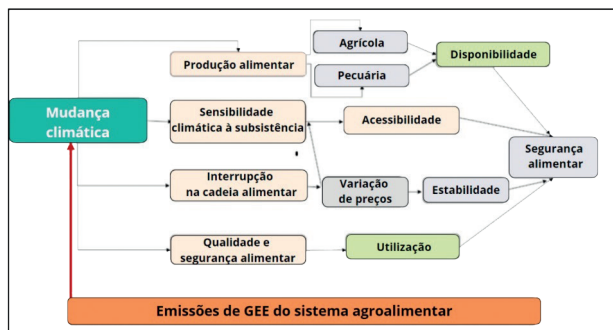 Agrícola
Produção alimentar
Pecuária
Disponibilidade
Mudança
climática
Sensibilidade
climática à subsistência
Acessibilidade
Segurança
alimentar
Interrupção
na cadeia alimentar
Variação
de preços
Estabilidade
Qualidade e
segurança alimentar
Utilização
Emissões de GEE do sistema agroalimentar